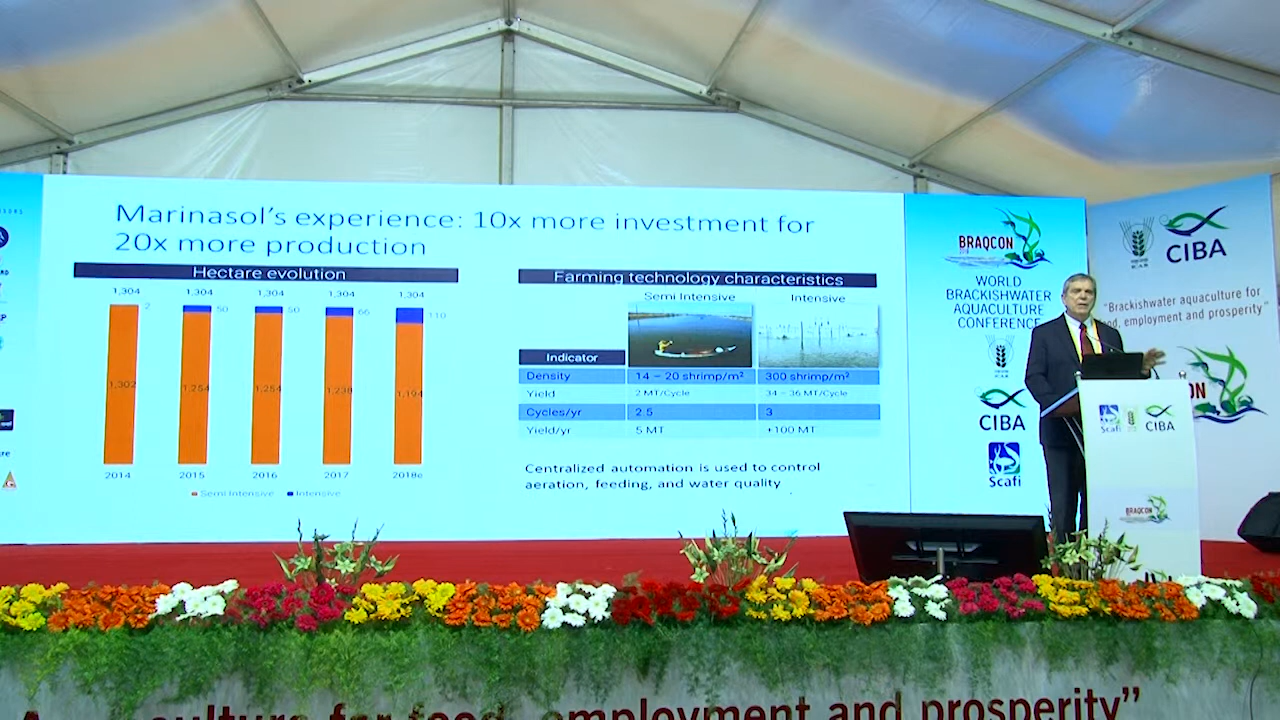 Marinasol's experience: 10x more investment for
20x more production
Hectare evolution
1,304 1,304 1,304 1,304 1,304
2 50 50 66 110
1,302 1,254 1,254 1,238 1,194
2014 2015 2016 2017 2018e
Semi Intensive Intensive
Farming technology characteristics
Semi Intensive Intensive
Indicator
Density 14 – 20 shrimp/m² 300 shrimp/m²
Yield 2 MT/Cycle 34 – 36 MT/Cycle
Cycles/yr 2.5 3
Yield/yr 5 MT +100 MT
Centralized automation is used to control
aeration, feeding, and water quality
BRAQCON
WORLD
BRACKISHWATER
AQUACULTURE
CONFERENCE
CIBA
Scafi
CIBA
"Brackishwater aquaculture for
food, employment and prosperity"
Scafi CIBA
BRAQCON
culture for food, employment and prosperity”